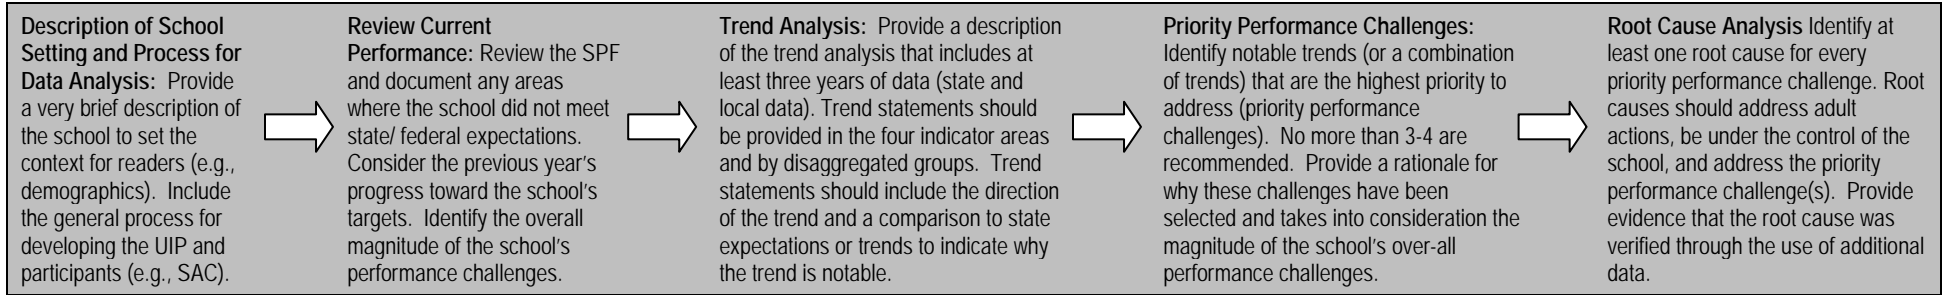 Description of School
Setting and Process for
Data Analysis:  Provide
a very brief description of
the school to set the
context for readers (e.g.,
demographics).  Include
the general process for
developing the UIP and
participants (e.g., SAC).
Review Current
Performance: Review the SPF
and document any areas
where the school did not meet
state/ federal expectations.
Consider the previous year's
progress toward the school's
targets.  Identify the overall
magnitude of the school's
performance challenges.
Trend Analysis:  Provide a description
of the trend analysis that includes at
least three years of data (state and
local data). Trend statements should
be provided in the four indicator areas
and by disaggregated groups.  Trend
statements should include the direction
of the trend and a comparison to state
expectations or trends to indicate why
the trend is notable.
Priority Performance Challenges:
Identify notable trends (or a combination
of trends) that are the highest priority to
address (priority performance
challenges).  No more than 3-4 are
recommended.  Provide a rationale for
why these challenges have been
selected and takes into consideration the
magnitude of the school's over-all
performance challenges.
Root Cause Analysis Identify at
least one root cause for every
priority performance challenge. Root
causes should address adult
actions, be under the control of the
school, and address the priority
performance challenge(s).  Provide
evidence that the root cause was
verified through the use of additional
data.